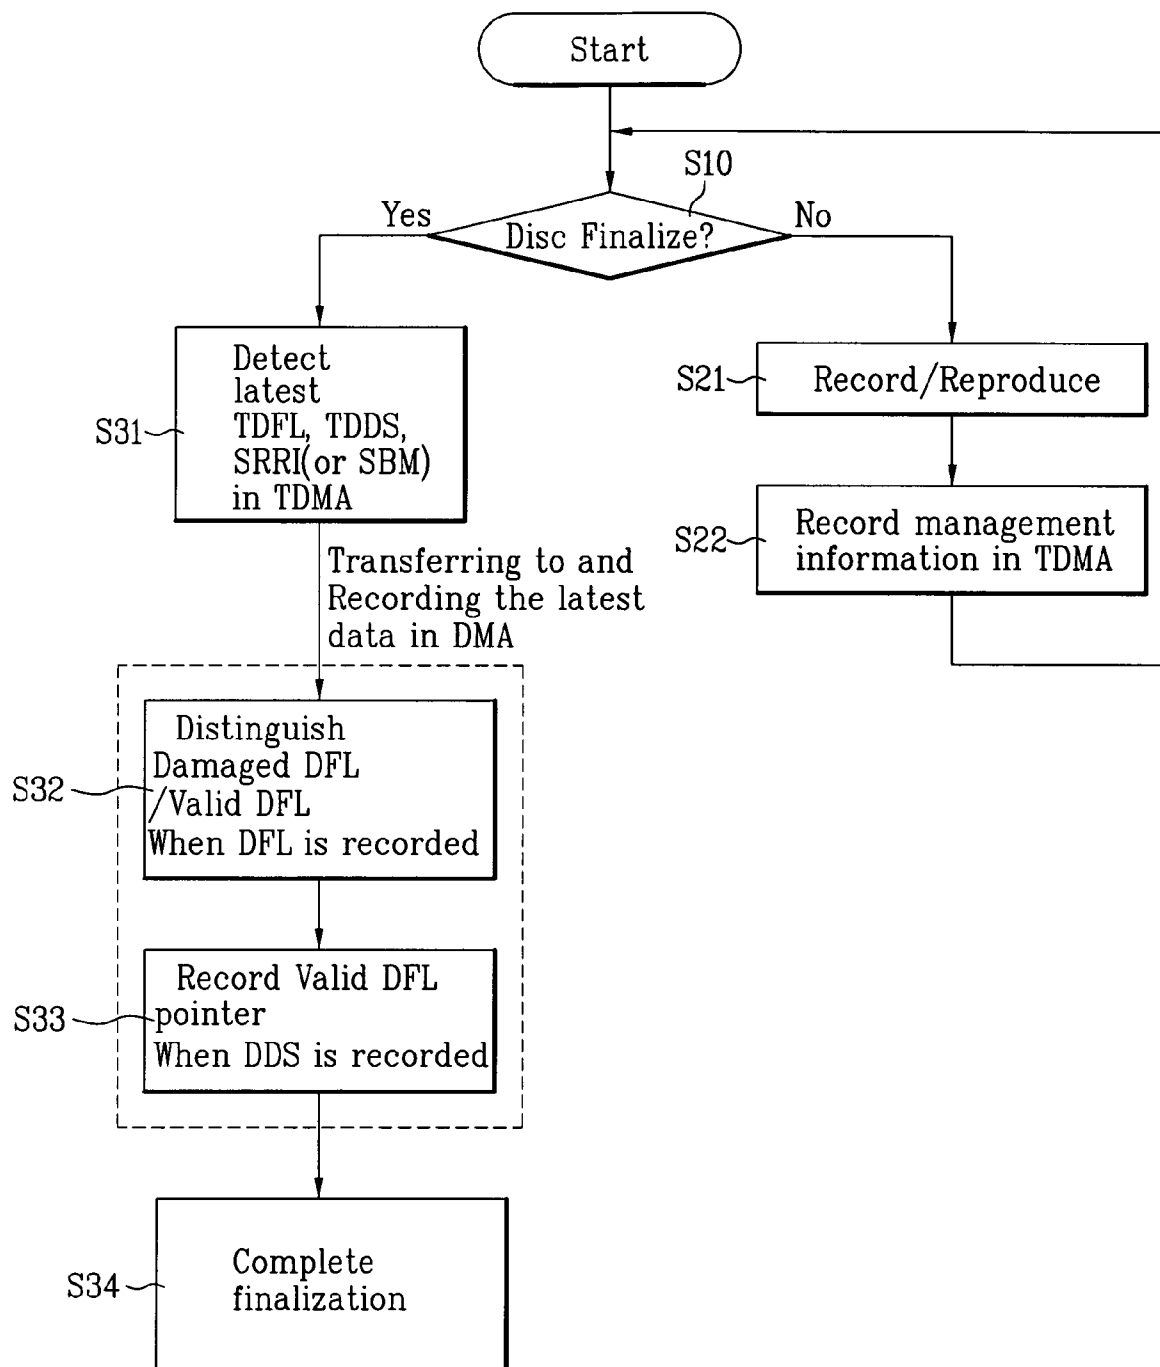 Start
S10
Yes
No
Disc Finalize?
S31
Detect
latest
TDFL, TDDS,
SRRI(or SBM)
in TDMA
S21
Record/Reproduce
S22
Record management
information in TDMA
Transferring to and
Recording the latest
data in DMA
S32
Distinguish
Damaged DFL
/Valid DFL
When DFL is recorded
S33
Record Valid DFL
pointer
When DDS is recorded
S34
Complete
finalization